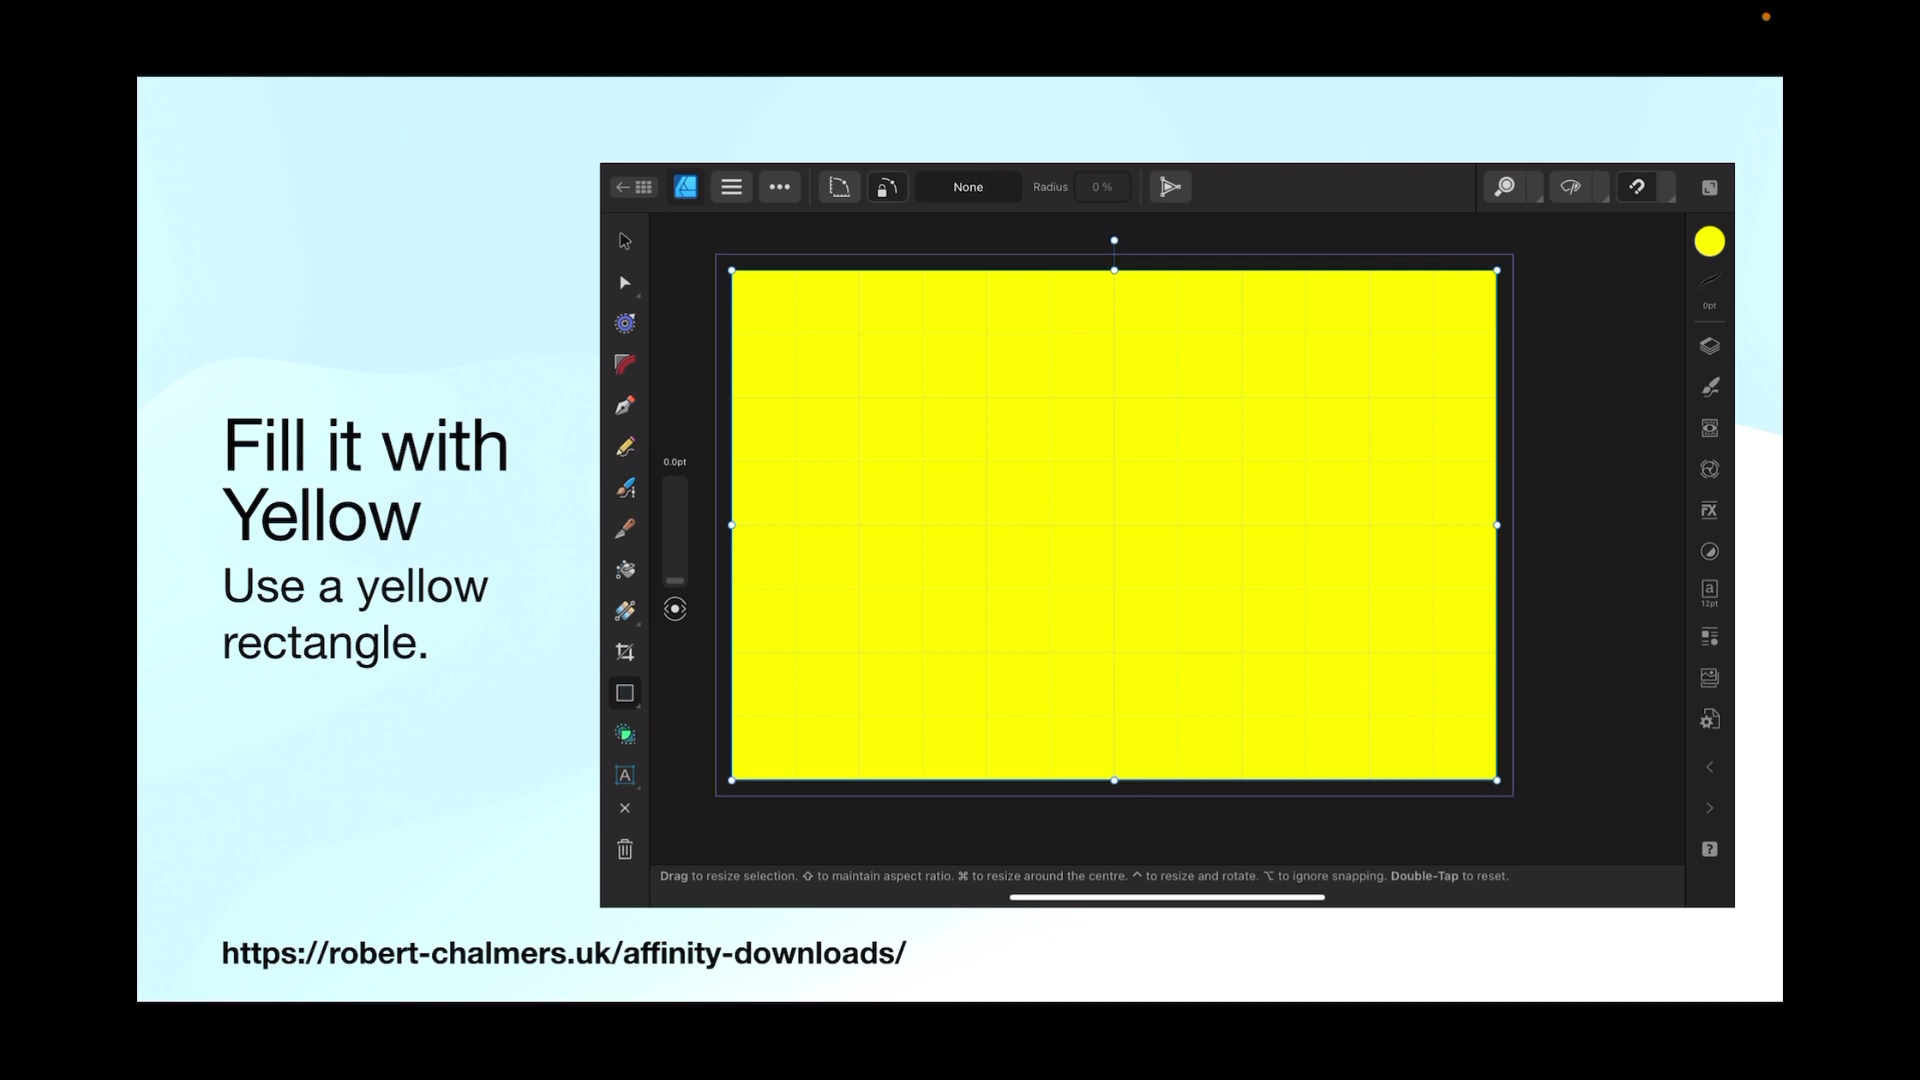 Fill it with
Yellow
Use a yellow
rectangle.
None
Radius
0 %
0pt
0.0pt
FX
a
12pt
A
?
Drag to resize selection. ⇧ to maintain aspect ratio. ⌘ to resize around the centre. ^ to resize and rotate. ⌥ to ignore snapping. Double-Tap to reset.
https://robert-chalmers.uk/affinity-downloads/